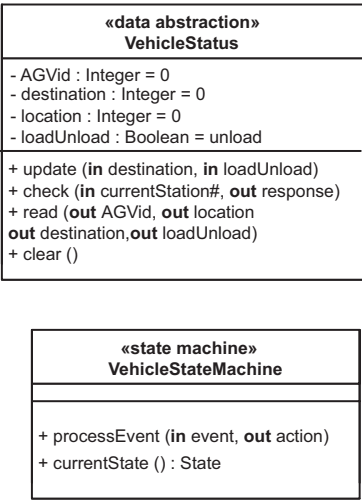 «data abstraction»
VehicleStatus
- AGVid : Integer = 0
- destination : Integer = 0
- location : Integer = 0
- loadUnload : Boolean = unload
+ update (in destination, in loadUnload)
+ check (in currentStation#, out response)
+ read (out AGVid, out location
out destination,out loadUnload)
+ clear ()
«state machine»
VehicleStateMachine
+ processEvent (in event, out action)
+ currentState () : State